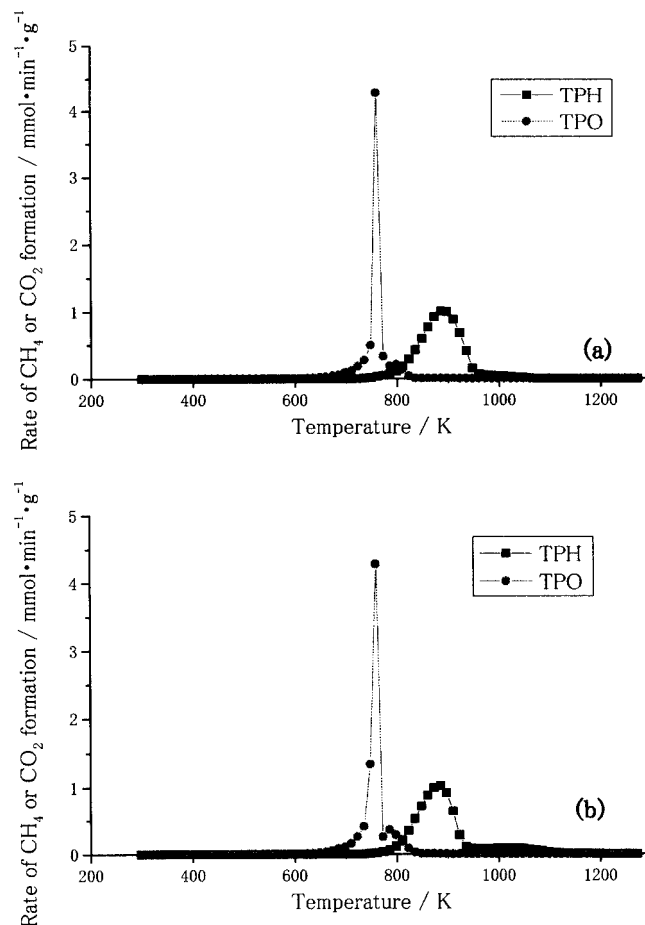 Rate of CH₄ or CO₂ formation / mmol·min⁻¹·g⁻¹
5
4
3
2
1
0
TPH
TPO
(a)
200 400 600 800 1000 1200
Temperature / K
Rate of CH₄ or CO₂ formation / mmol·min⁻¹·g⁻¹
5
4
3
2
1
0
TPH
TPO
(b)
200 400 600 800 1000 1200
Temperature / K